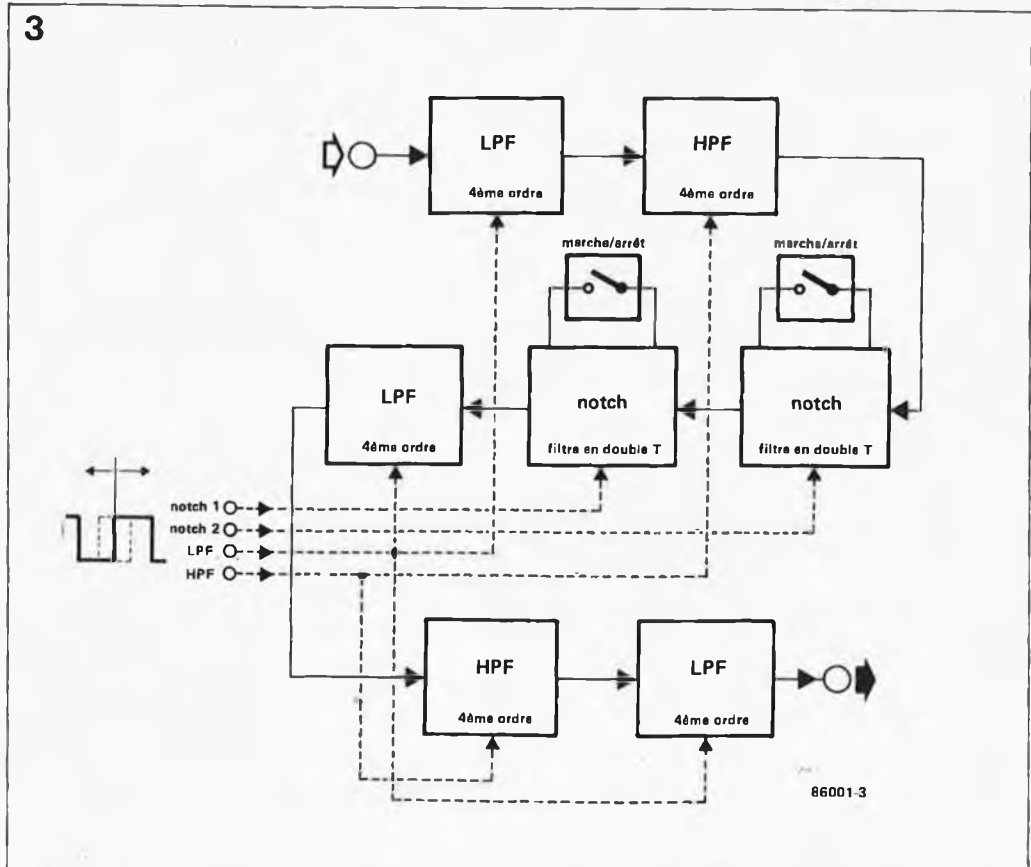 3
LPF
4ème ordre
HPF
4ème ordre
marche/arrêt
marche/arrêt
LPF
4ème ordre
notch
filtre en double T
notch
filtre en double T
notch 1
notch 2
LPF
HPF
HPF
4ème ordre
LPF
4ème ordre
86001-3